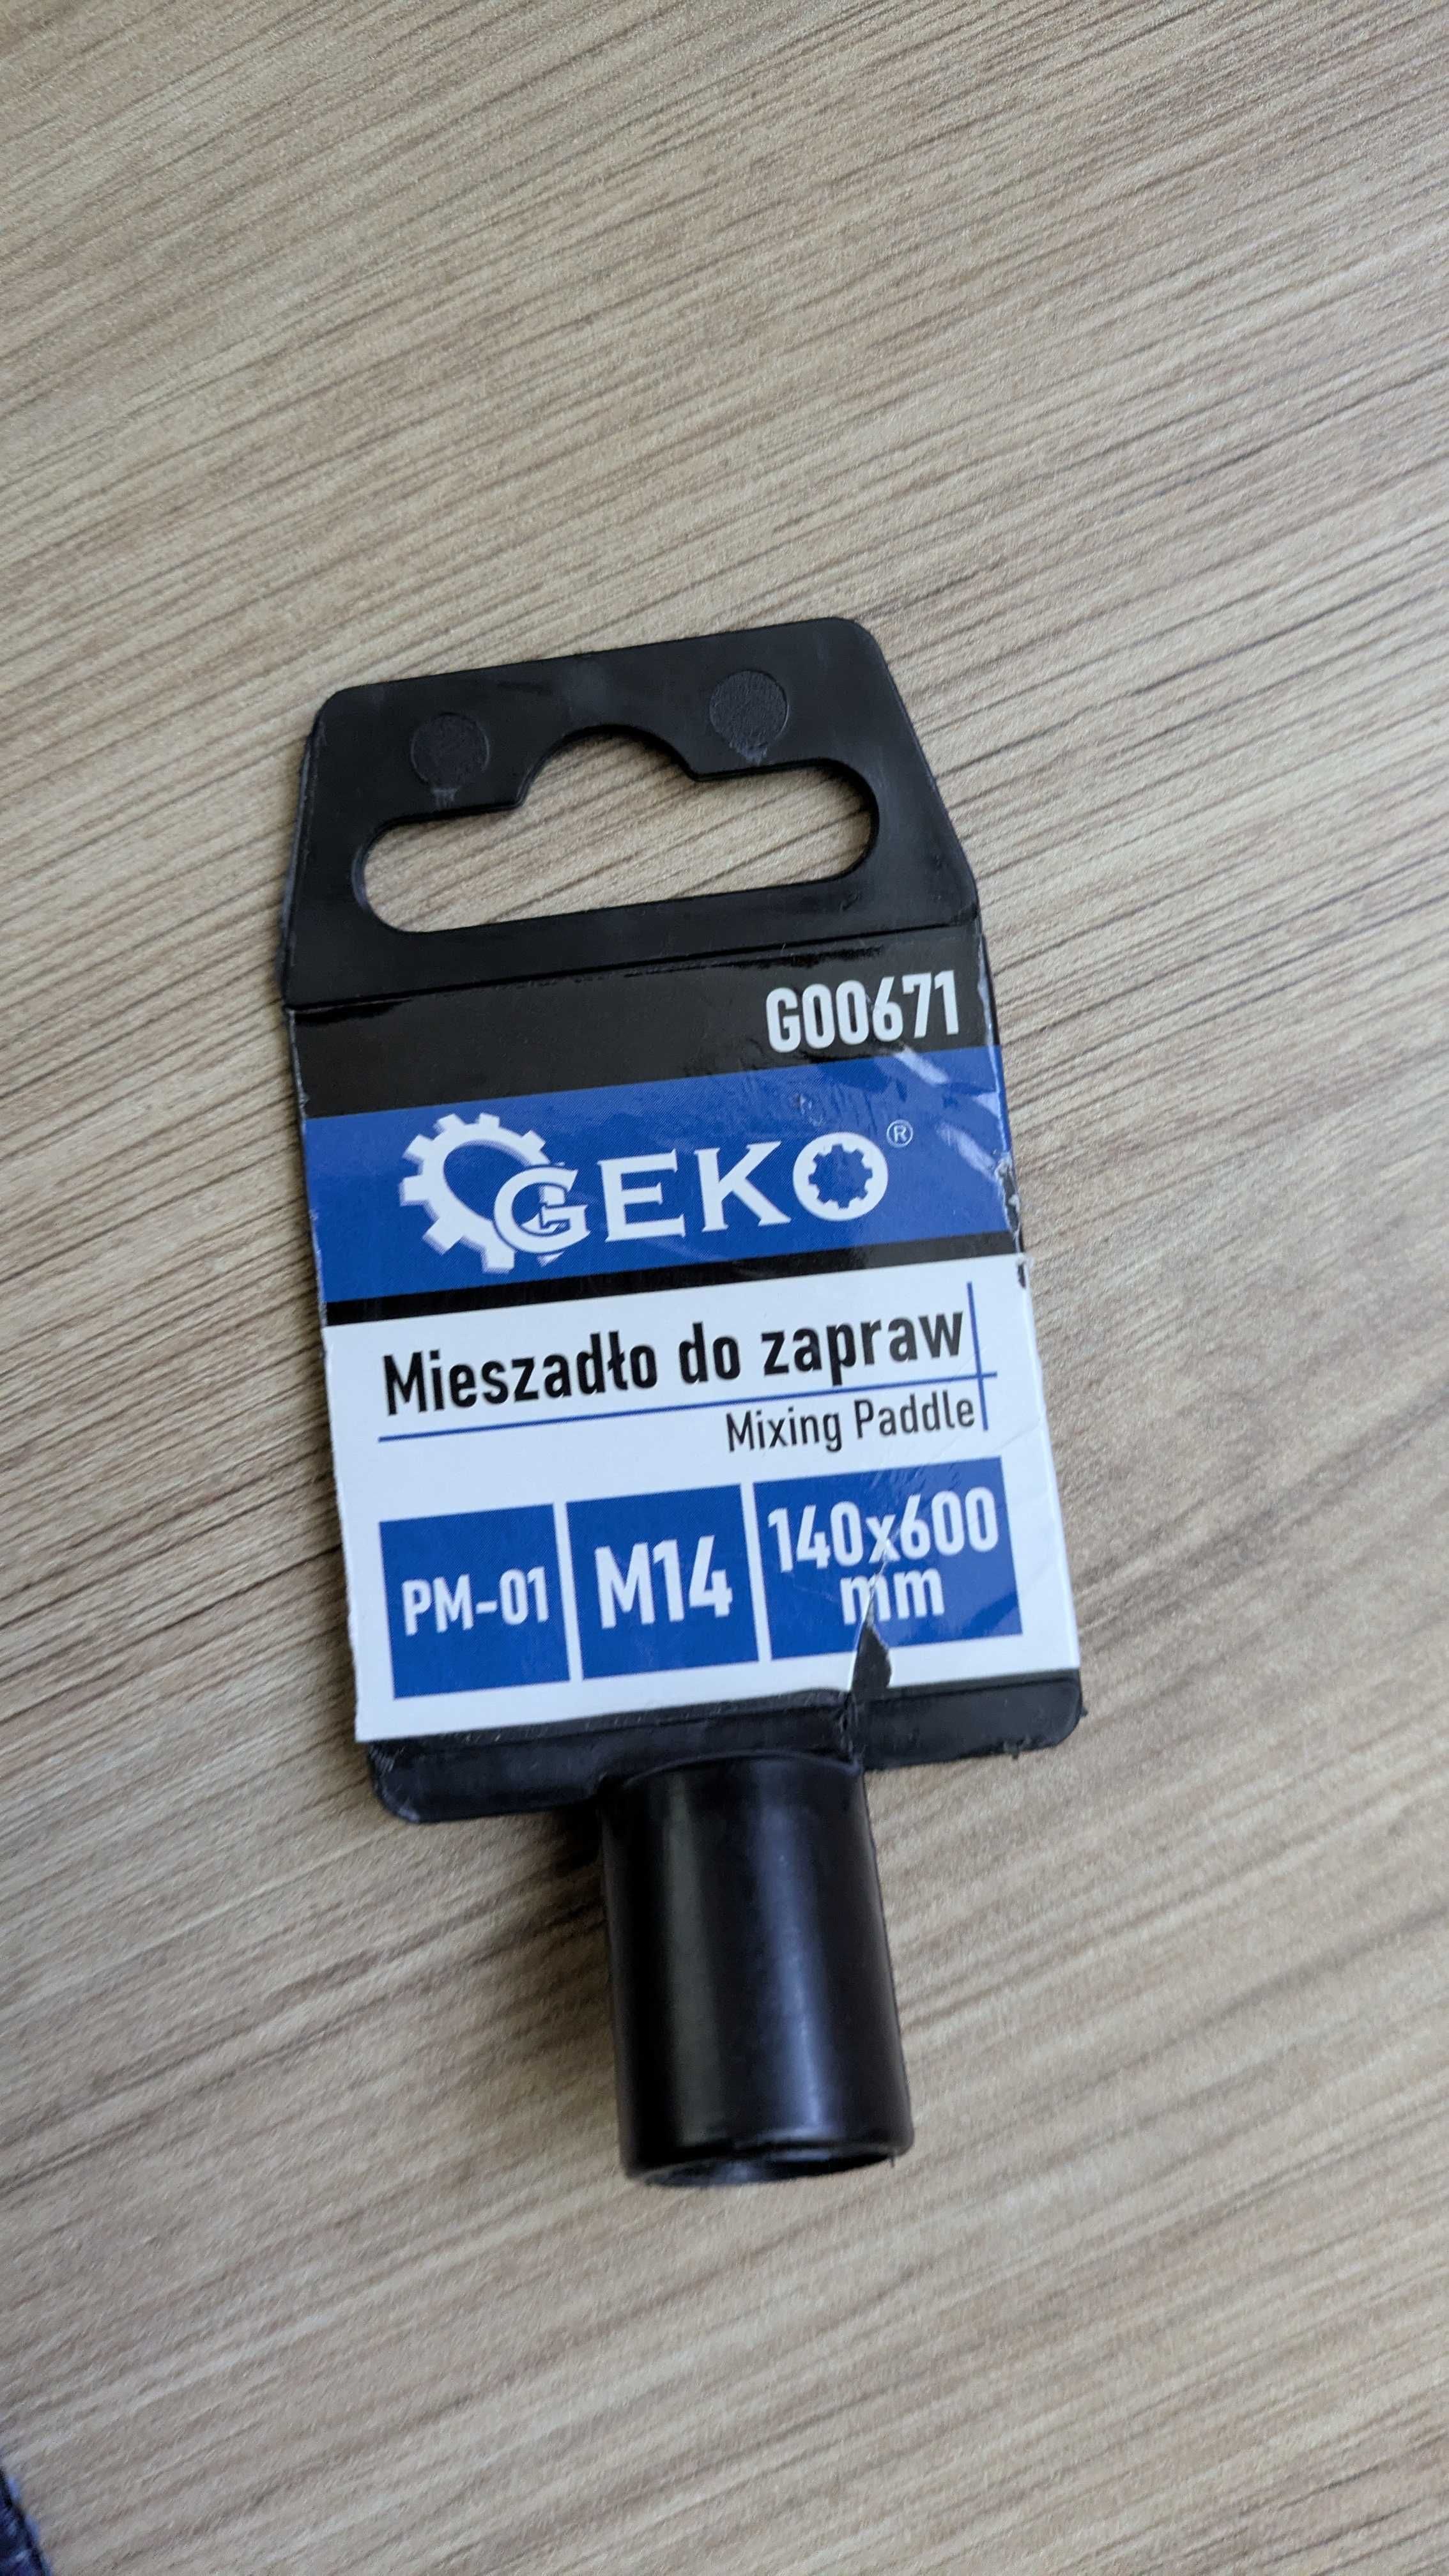 G00671
GEKO®
Mieszadło do zapraw
Mixing Paddle
PM-01
M14
140x600
mm